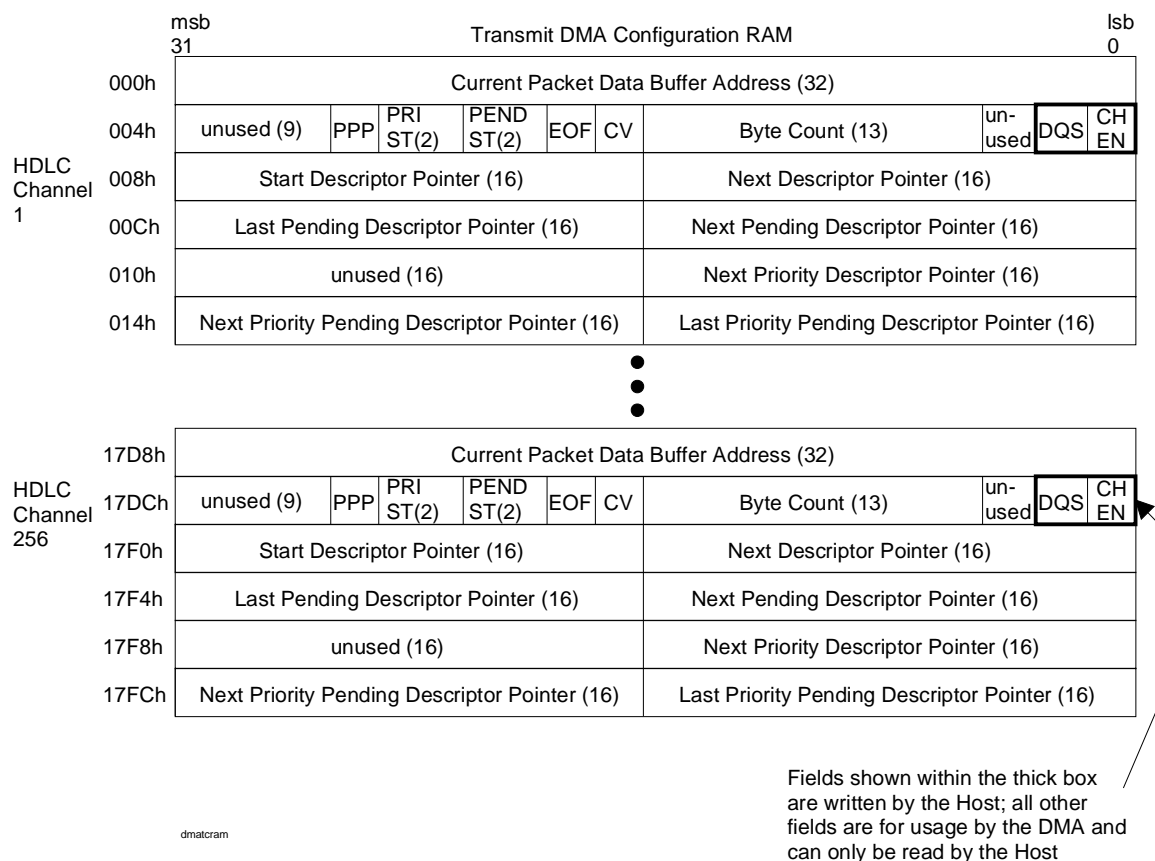 msb
31
Transmit DMA Configuration RAM
lsb
0
HDLC
Channel
1
000h
Current Packet Data Buffer Address (32)
004h
unused (9)
PPP
PRI
ST(2)
PEND
ST(2)
EOF
CV
Byte Count (13)
un-
used
DQS
CH
EN
008h
Start Descriptor Pointer (16)
Next Descriptor Pointer (16)
00Ch
Last Pending Descriptor Pointer (16)
Next Pending Descriptor Pointer (16)
010h
unused (16)
Next Priority Descriptor Pointer (16)
014h
Next Priority Pending Descriptor Pointer (16)
Last Priority Pending Descriptor Pointer (16)
HDLC
Channel
256
17D8h
Current Packet Data Buffer Address (32)
17DCh
unused (9)
PPP
PRI
ST(2)
PEND
ST(2)
EOF
CV
Byte Count (13)
un-
used
DQS
CH
EN
17F0h
Start Descriptor Pointer (16)
Next Descriptor Pointer (16)
17F4h
Last Pending Descriptor Pointer (16)
Next Pending Descriptor Pointer (16)
17F8h
unused (16)
Next Priority Descriptor Pointer (16)
17FCh
Next Priority Pending Descriptor Pointer (16)
Last Priority Pending Descriptor Pointer (16)
Fields shown within the thick box
are written by the Host; all other
fields are for usage by the DMA and
can only be read by the Host
dmatcram